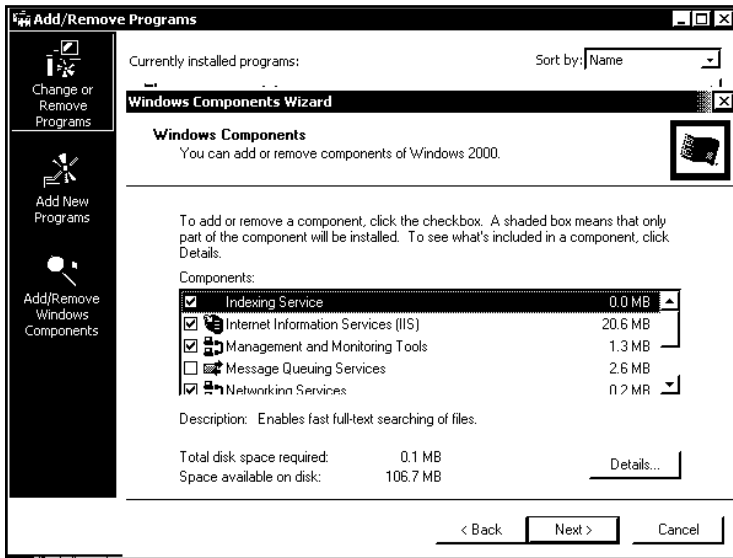 Add/Remove Programs
Currently installed programs:
Sort by: Name
Change or
Remove
Programs
Add New
Programs
Add/Remove
Windows
Components
Windows Components Wizard
Windows Components
You can add or remove components of Windows 2000.
To add or remove a component, click the checkbox. A shaded box means that only
part of the component will be installed. To see what's included in a component, click
Details.
Components:
Indexing Service 0.0 MB
Internet Information Services (IIS) 20.6 MB
Management and Monitoring Tools 1.3 MB
Message Queuing Services 2.6 MB
Networking Services 0.2 MB
Description: Enables fast full-text searching of files.
Total disk space required: 0.1 MB
Space available on disk: 106.7 MB
Details...
< Back
Next >
Cancel